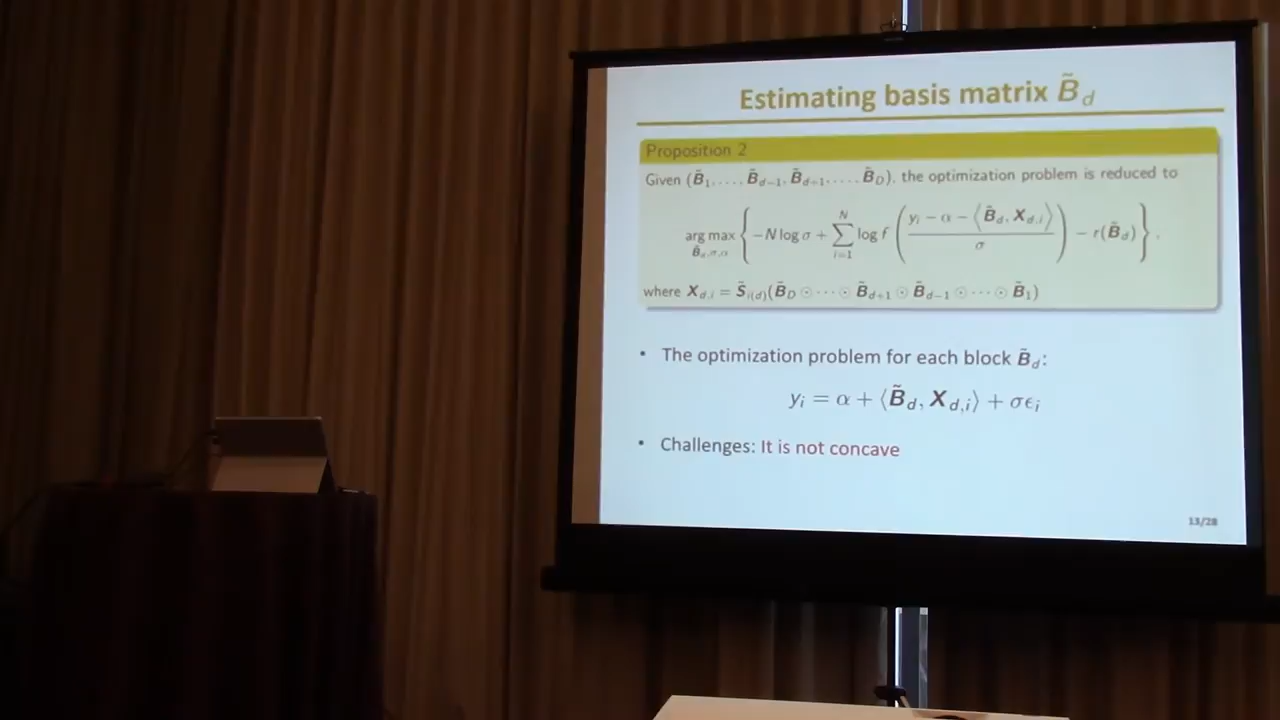 Estimating basis matrix B̃_d
Proposition 2
Given (B̃_1, ..., B̃_{d−1}, B̃_{d+1}, ..., B̃_D), the optimization problem is reduced to
arg max_{B̃_d,σ,α} { −N log σ + ∑_{i=1}^{N} log f ( (y_i − α − ⟨B̃_d, X_{d,i}⟩) / σ ) − r(B̃_d) },
where X_{d,i} = S̃_{i(d)}(B̃_D ⊙ ··· ⊙ B̃_{d+1} ⊙ B̃_{d−1} ⊙ ··· ⊙ B̃_1)
• The optimization problem for each block B̃_d:
y_i = α + ⟨B̃_d, X_{d,i}⟩ + σϵ_i
• Challenges: It is not concave
13/28